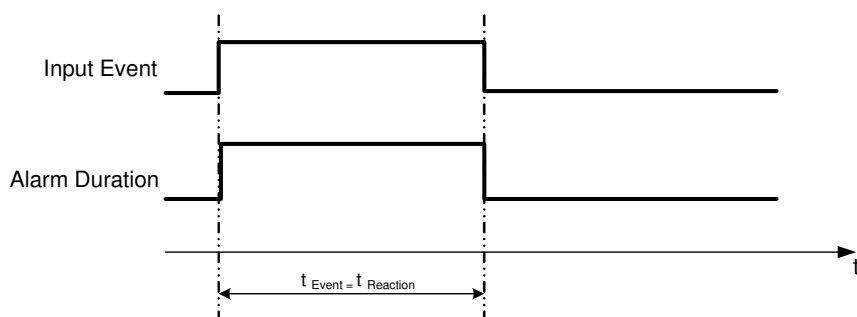 Input Event
Alarm Duration
t
t Event = t Reaction